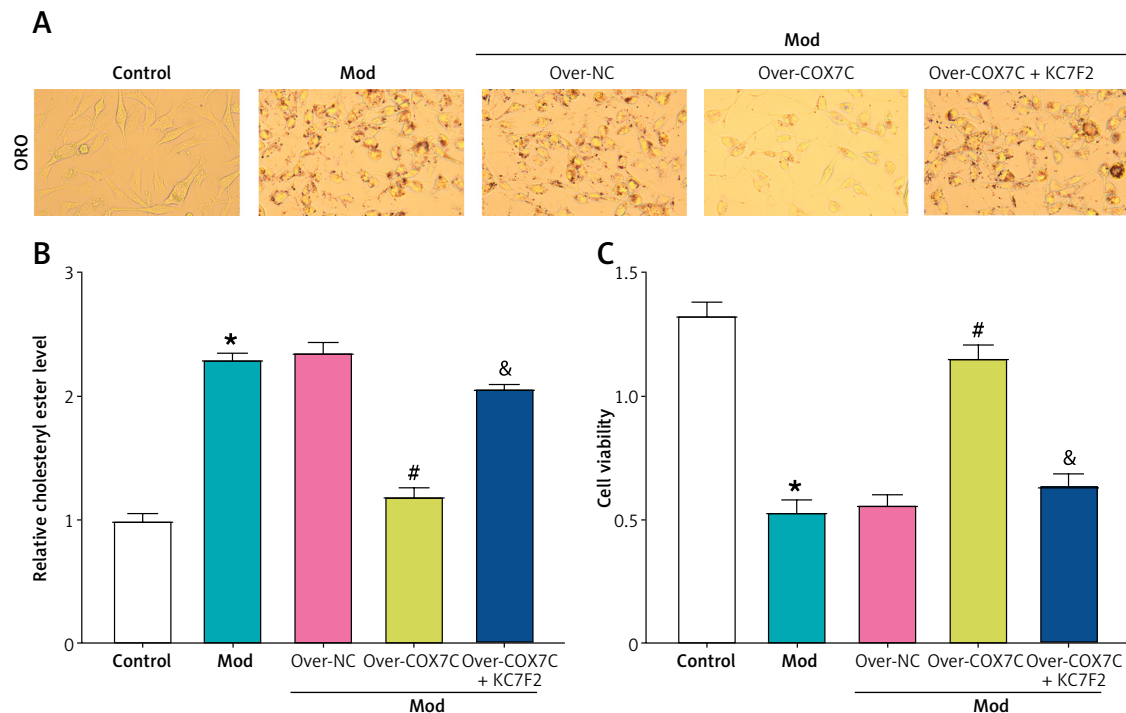 A
Mod
Control
Mod
Over-NC
Over-COX7C
Over-COX7C + KC7F2
ORO
B
Relative cholesteryl ester level
3
2
1
0
*
#
&
Control
Mod
Over-NC
Over-COX7C
Over-COX7C
+ KC7F2
Mod
C
Cell viability
1.5
1.0
0.5
0
*
#
&
Control
Mod
Over-NC
Over-COX7C
Over-COX7C
+ KC7F2
Mod